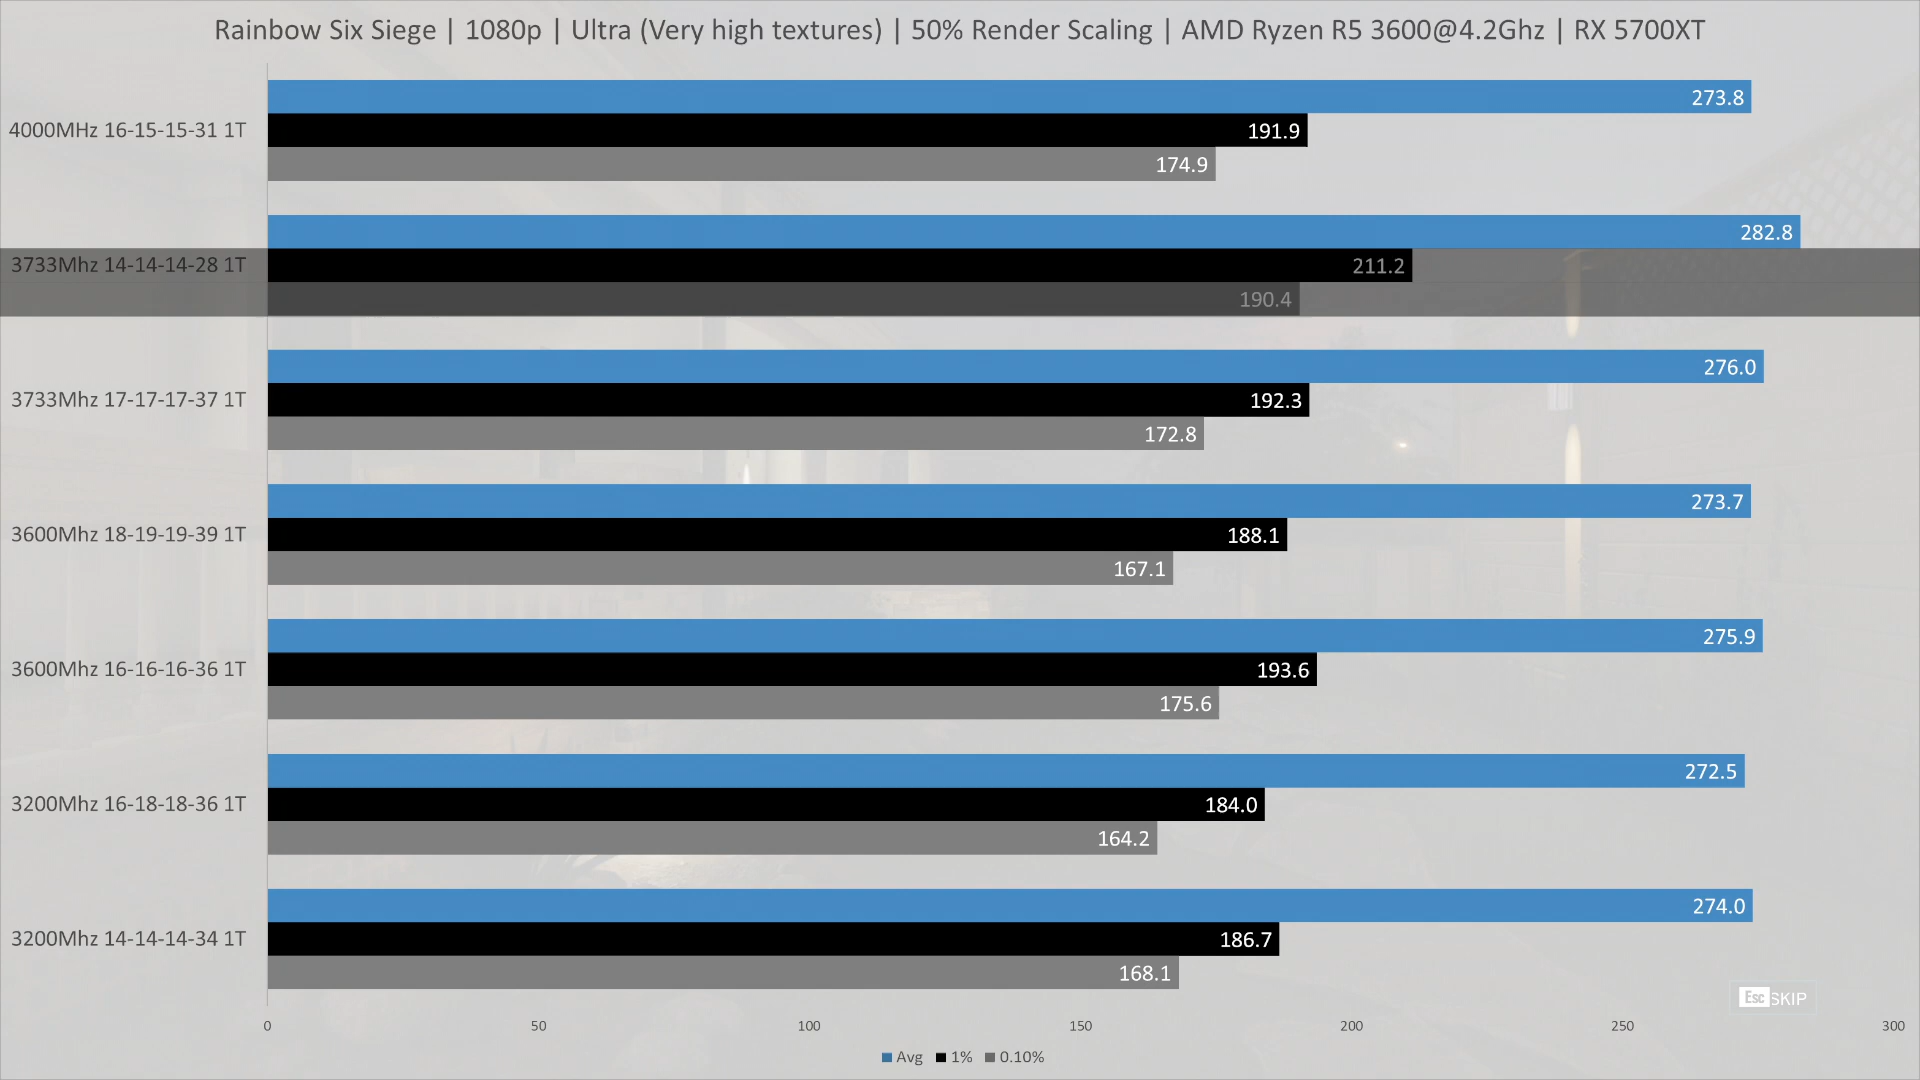 Rainbow Six Siege | 1080p | Ultra (Very high textures) | 50% Render Scaling | AMD Ryzen R5 3600@4.2Ghz | RX 5700XT
273.8
4000MHz 16-15-15-31 1T
191.9
174.9
282.8
3733Mhz 14-14-14-28 1T
211.2
190.4
276.0
3733Mhz 17-17-17-37 1T
192.3
172.8
273.7
3600Mhz 18-19-19-39 1T
188.1
167.1
275.9
3600Mhz 16-16-16-36 1T
193.6
175.6
272.5
3200Mhz 16-18-18-36 1T
184.0
164.2
274.0
3200Mhz 14-14-14-34 1T
186.7
168.1
Esc SKIP
0 50 100 150 200 250 300
Avg 1% 0.10%